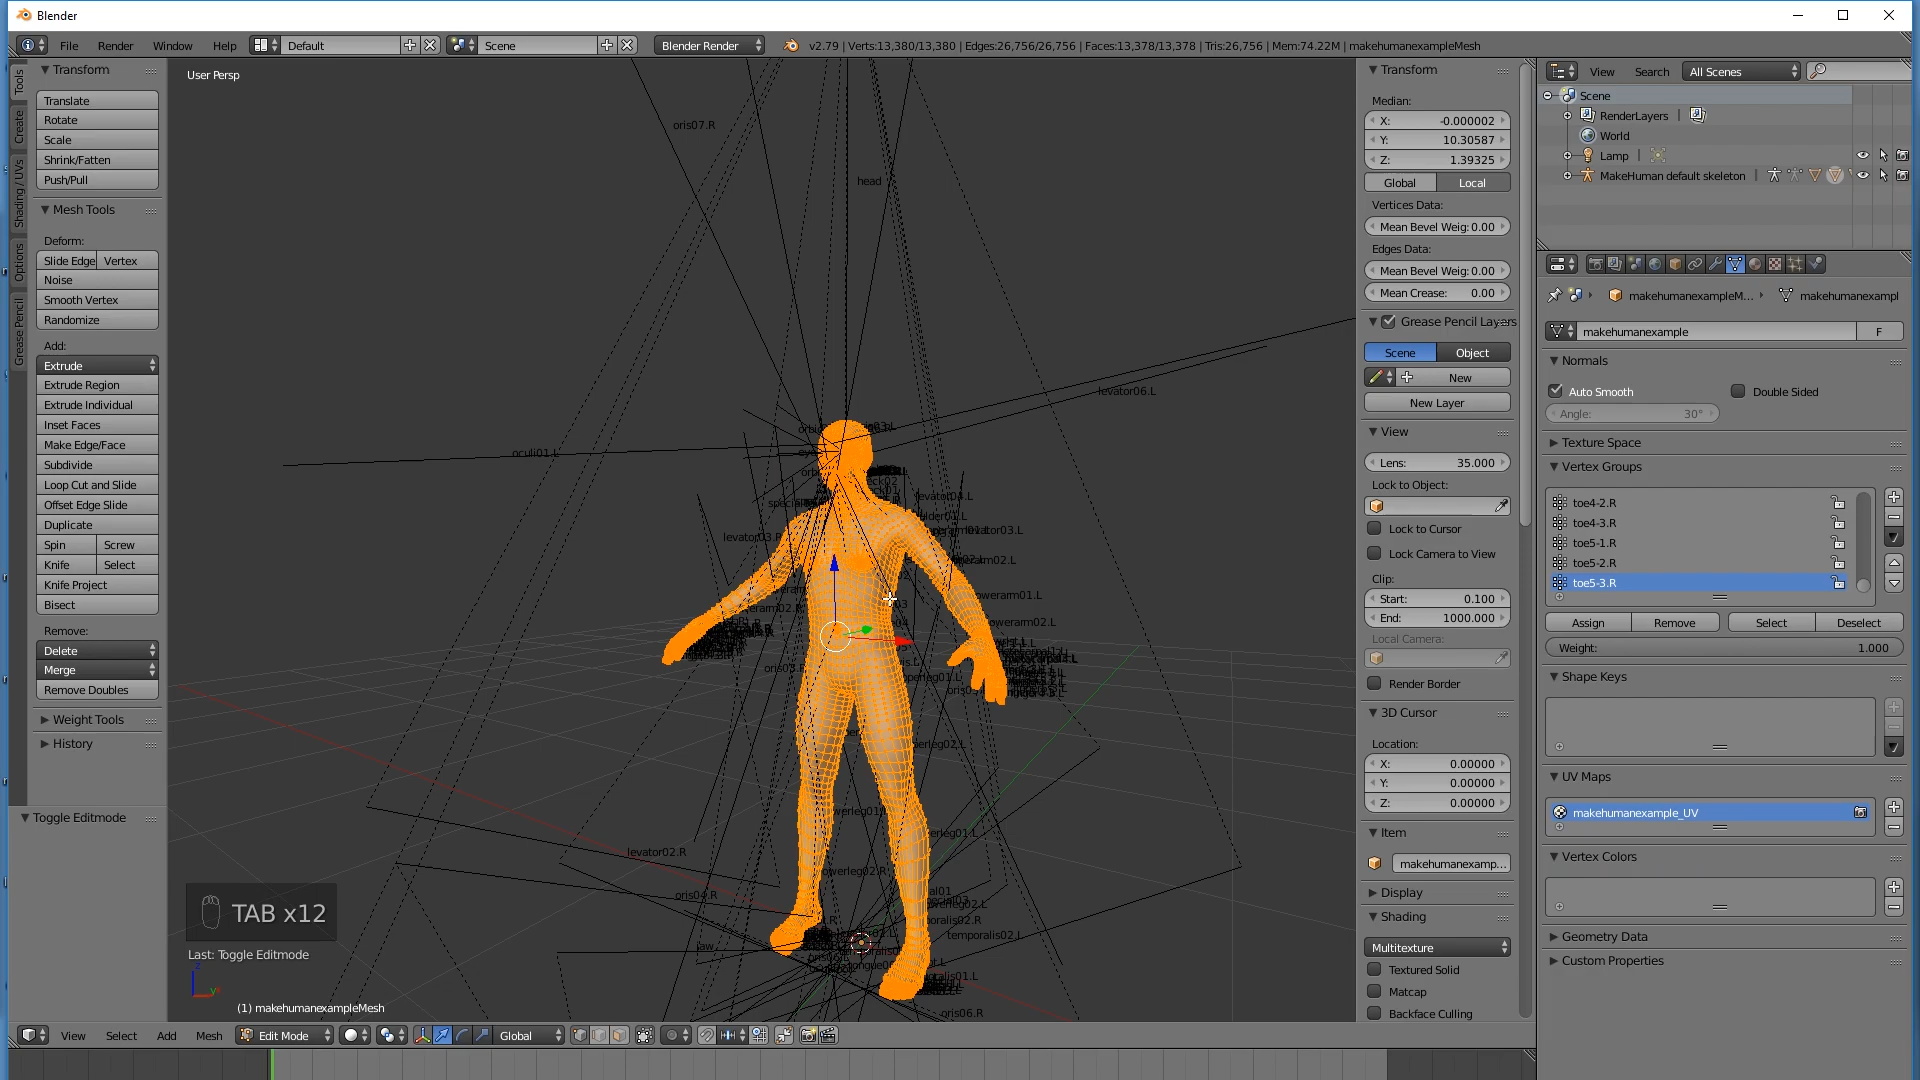 Blender
File Render Window Help Default Scene Blender Render v2.79 | Verts:13,380/13,380 | Edges:26,756/26,756 | Faces:13,378/13,378 | Tris:26,756 | Mem:74.22M | makehumanexampleMesh
Tools
Create
Shading / UVs
Options
Grease Pencil
Transform
Translate
Rotate
Scale
Shrink/Fatten
Push/Pull
Mesh Tools
Deform:
Slide Edge Vertex
Noise
Smooth Vertex
Randomize
Add:
Extrude
Extrude Region
Extrude Individual
Inset Faces
Make Edge/Face
Subdivide
Loop Cut and Slide
Offset Edge Slide
Duplicate
Spin Screw
Knife Select
Knife Project
Bisect
Remove:
Delete
Merge
Remove Doubles
Weight Tools
History
Toggle Editmode
User Persp
oris07.R
head
levator06.L
oculi01.L
levator03.R
levator02.R
oris04.R
temporalis02.L
oris06.R
TAB x12
Last: Toggle Editmode
(1) makehumanexampleMesh
View Select Add Mesh Edit Mode Global
Transform
Median:
X: -0.000002
Y: 10.30587
Z: 1.39325
Global Local
Vertices Data:
Mean Bevel Weig: 0.00
Edges Data:
Mean Bevel Weig: 0.00
Mean Crease: 0.00
Grease Pencil Layers
Scene Object
New
New Layer
View
Lens: 35.000
Lock to Object:
Lock to Cursor
Lock Camera to View
Clip:
Start: 0.100
End: 1000.000
Local Camera:
Render Border
3D Cursor
Location:
X: 0.00000
Y: 0.00000
Z: 0.00000
Item
makehumanexamp...
Display
Shading
Multitexture
Textured Solid
Matcap
Backface Culling
View Search All Scenes
Scene
RenderLayers |
World
Lamp |
MakeHuman default skeleton |
makehumanexampleM... makehumanexampl
makehumanexample F
Normals
Auto Smooth Double Sided
Angle: 30°
Texture Space
Vertex Groups
toe4-2.R
toe4-3.R
toe5-1.R
toe5-2.R
toe5-3.R
Assign Remove Select Deselect
Weight: 1.000
Shape Keys
UV Maps
makehumanexample_UV
Vertex Colors
Geometry Data
Custom Properties